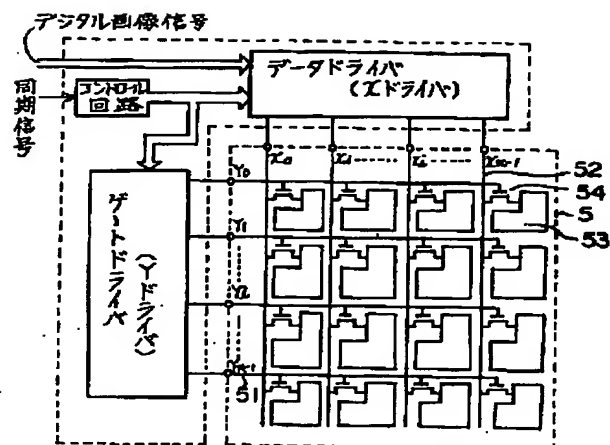 デジタル画像信号
データドライバ
(Xドライバ)
コントロール
回路
同期信号
ゲートドライバ
(Yドライバ)
X0 X1 Xi
Y0
Y1
52
54
5
53
51